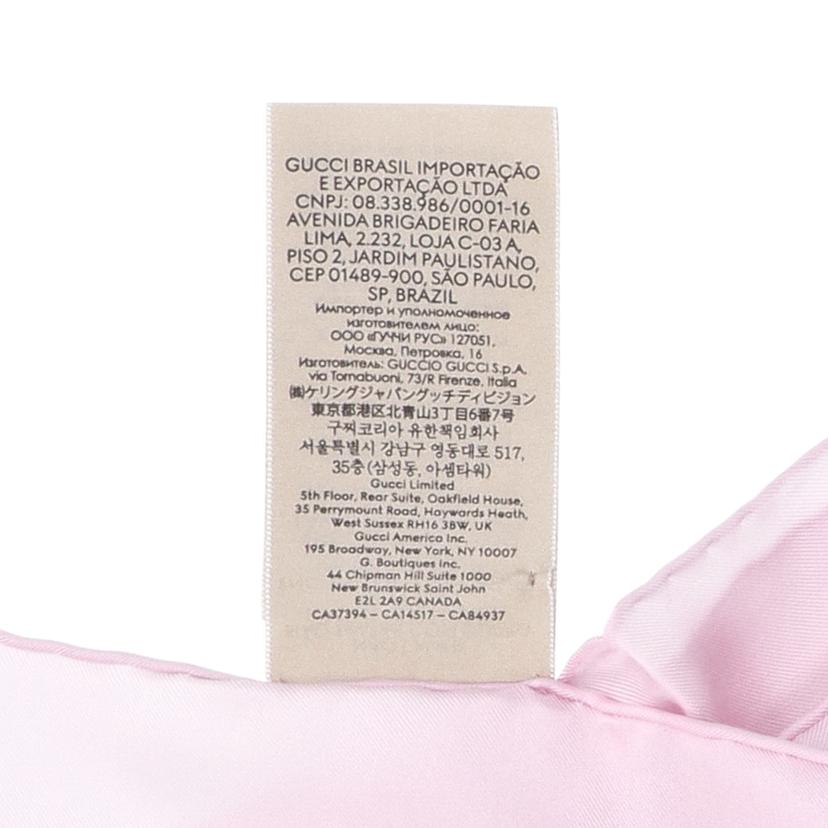 GUCCI BRASIL IMPORTAÇÃO
E EXPORTAÇÃO LTDA
CNPJ: 08.338.986/0001-16
AVENIDA BRIGADEIRO FARIA
LIMA, 2.232, LOJA C-03 A,
PISO 2, JARDIM PAULISTANO,
CEP 01489-900, SÃO PAULO,
SP, BRAZIL
Импортер и уполномоченное
изготовителем лицо:
ООО «ГУЧЧИ РУС» 127051,
Москва, Петровка, 16
Изготовитель: GUCCIO GUCCI S.p.A.
via Tornabuoni, 73/R Firenze, Italia
㈱ケリングジャパングッチディビジョン
東京都港区北青山3丁目6番7号
구찌코리아 유한책임회사
서울특별시 강남구 영동대로 517,
35층 (삼성동, 아셈타워)
Gucci Limited
5th Floor, Rear Suite, Oakfield House,
35 Perrymount Road, Haywards Heath,
West Sussex RH16 3BW, UK
Gucci America Inc.
195 Broadway, New York, NY 10007
G. Boutiques Inc.
44 Chipman Hill Suite 1000
New Brunswick Saint John
E2L 2A9 CANADA
CA37394 – CA14517 – CA84937